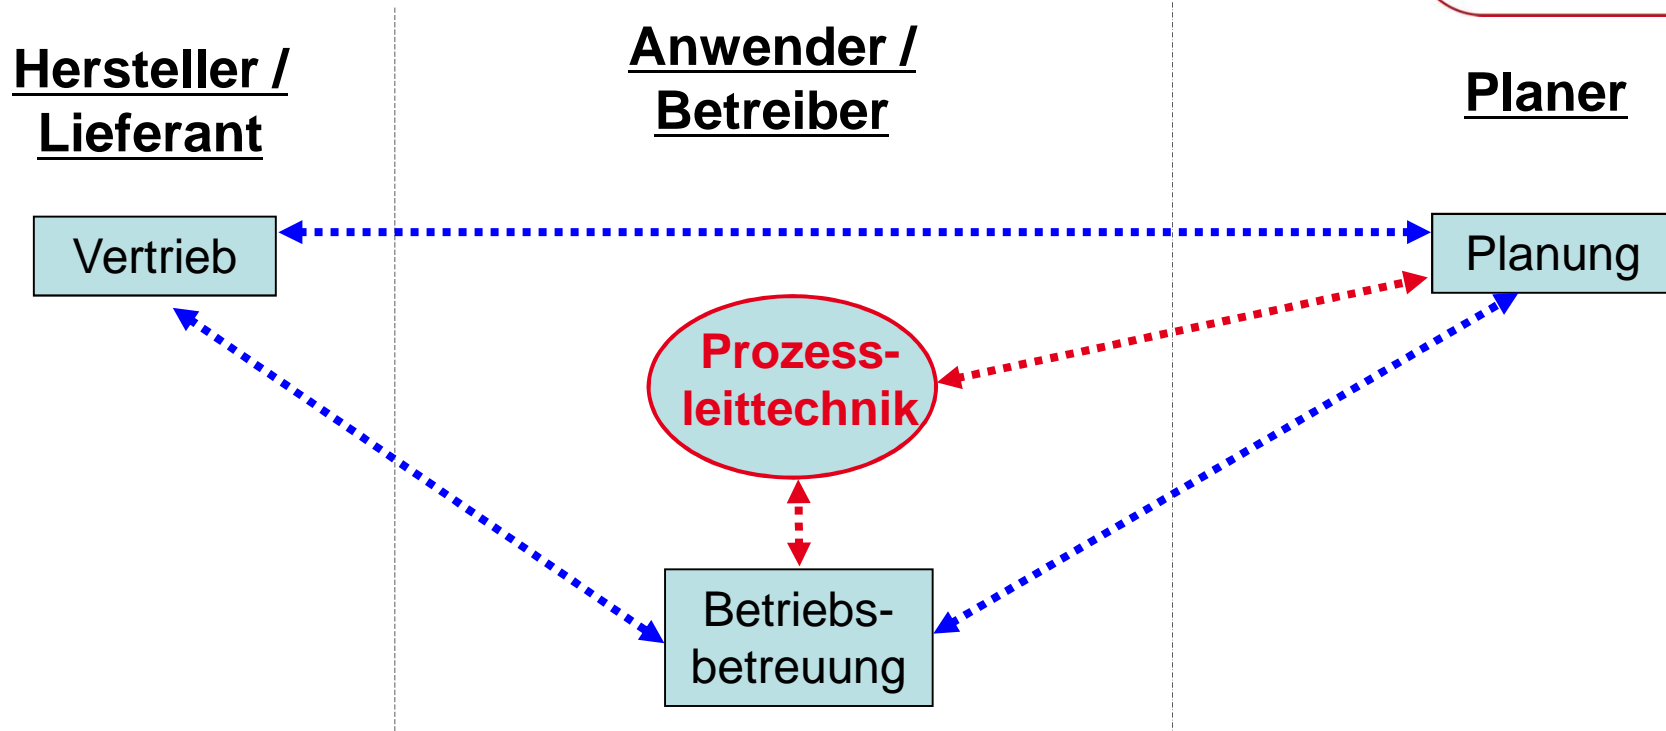 Hersteller /
Lieferant
Anwender /
Betreiber
Planer
Vertrieb
Planung
Prozess-
leittechnik
Betriebs-
betreuung